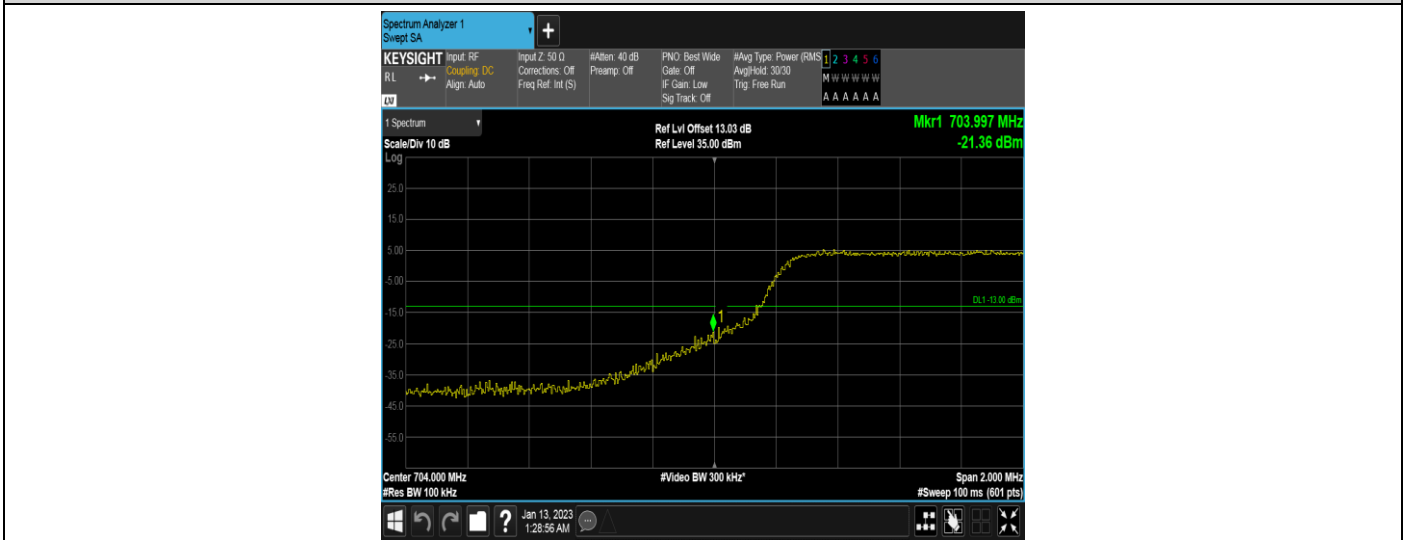 Spectrum Analyzer 1
Swept SA
+
KEYSIGHT
RL
LXI
Input: RF
Coupling: DC
Align: Auto
Input Z: 50 Ω
Corrections: Off
Freq Ref: Int (S)
#Atten: 40 dB
Preamp: Off
PNO: Best Wide
Gate: Off
IF Gain: Low
Sig Track: Off
#Avg Type: Power (RMS
Avg|Hold: 30/30
Trig: Free Run
1 2 3 4 5 6
M W W W W W
A A A A A A
1 Spectrum
Scale/Div 10 dB
Ref Lvl Offset 13.03 dB
Ref Level 35.00 dBm
Mkr1 703.997 MHz
-21.36 dBm
Log
25.0
15.0
5.00
-5.00
-15.0
-25.0
-35.0
-45.0
-55.0
DL1 -13.00 dBm
1
Center 704.000 MHz
#Res BW 100 kHz
#Video BW 300 kHz*
Span 2.000 MHz
#Sweep 100 ms (601 pts)
?
Jan 13, 2023
1:28:56 AM